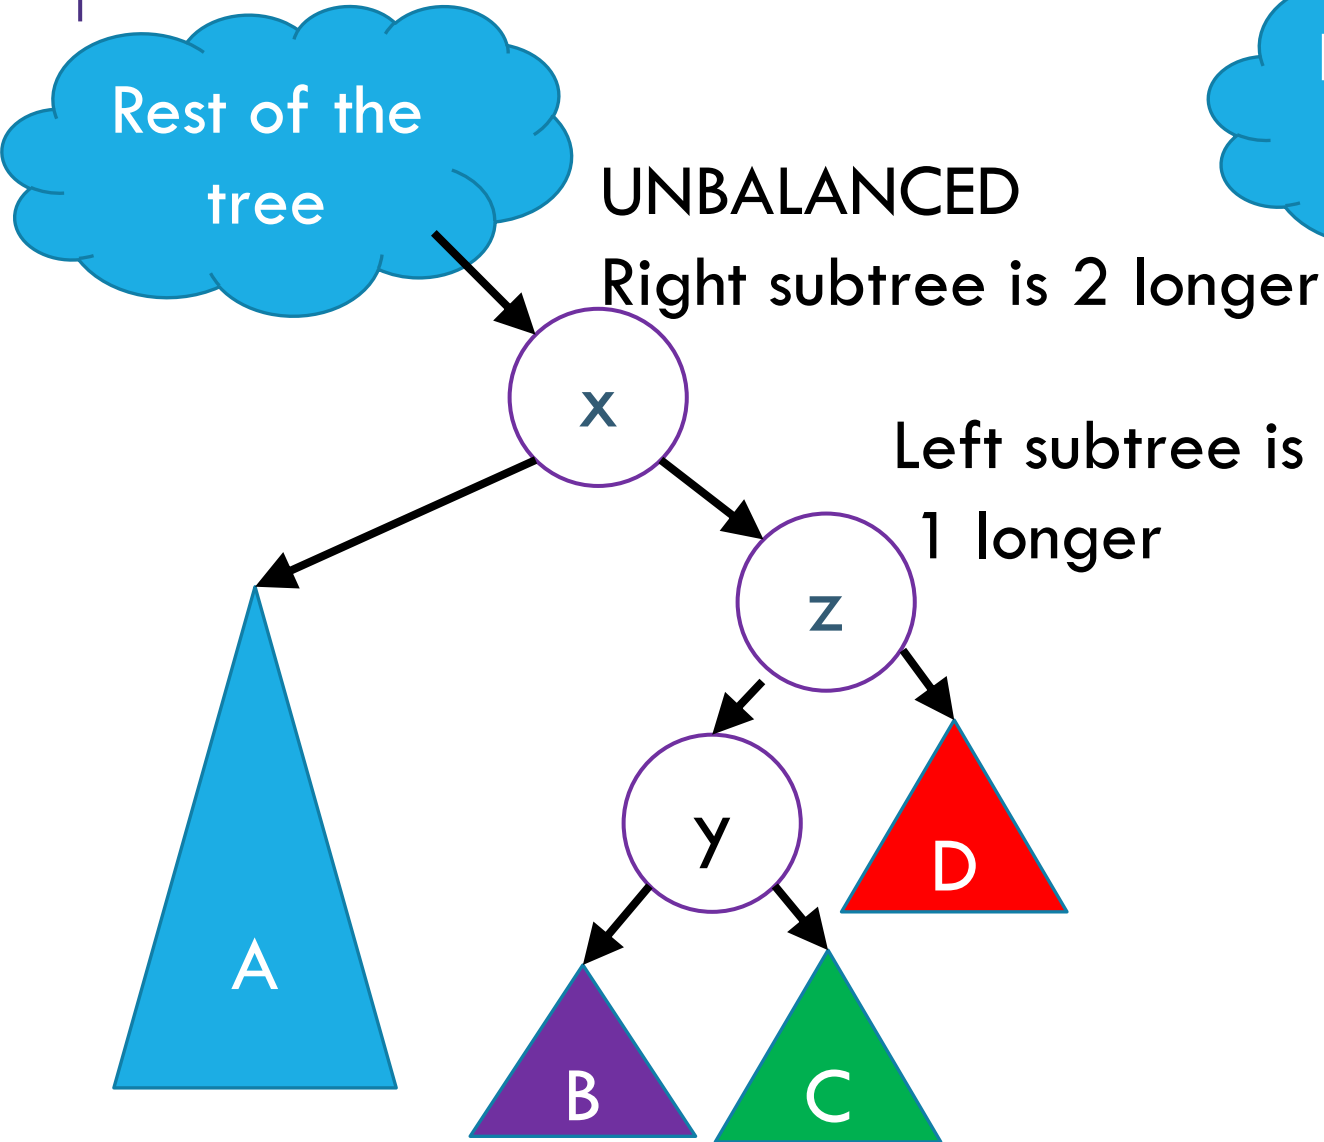 Rest of the
tree
UNBALANCED
Right subtree is 2 longer
x
Left subtree is
1 longer
z
y
D
A
B
C